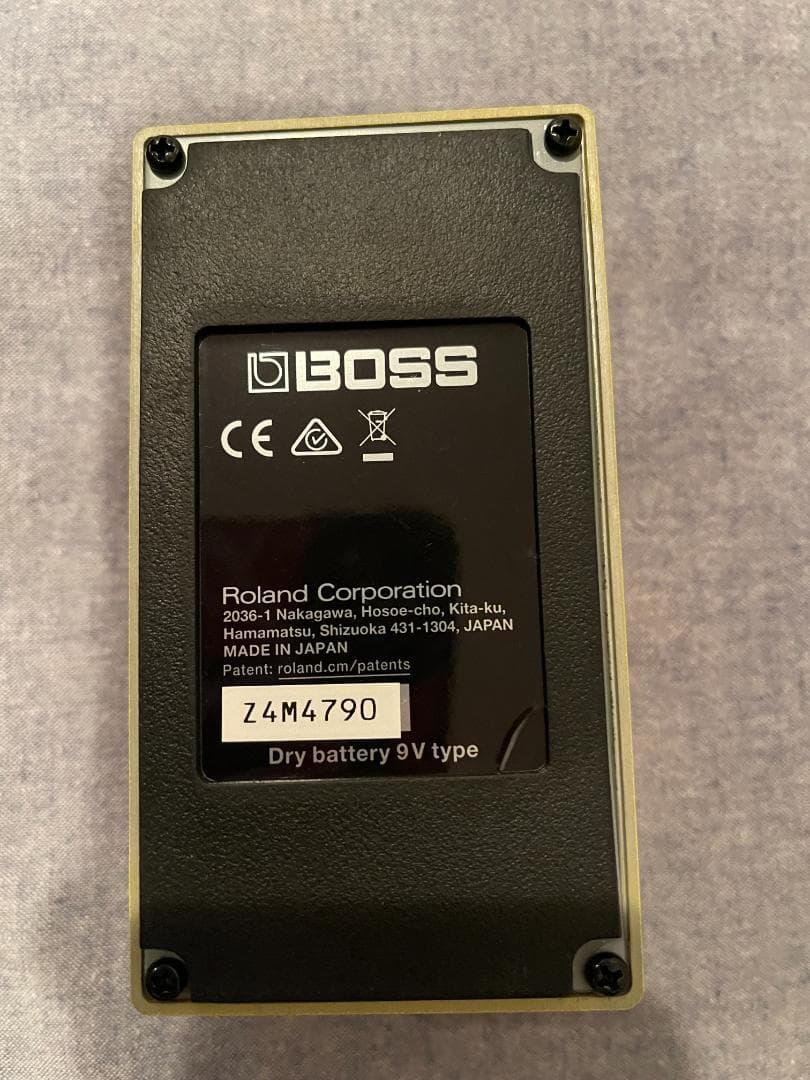 BOSS
CE
Roland Corporation
2036-1 Nakagawa, Hosoe-cho, Kita-ku,
Hamamatsu, Shizuoka 431-1304, JAPAN
MADE IN JAPAN
Patent: roland.cm/patents
Z4M4790
Dry battery 9V type